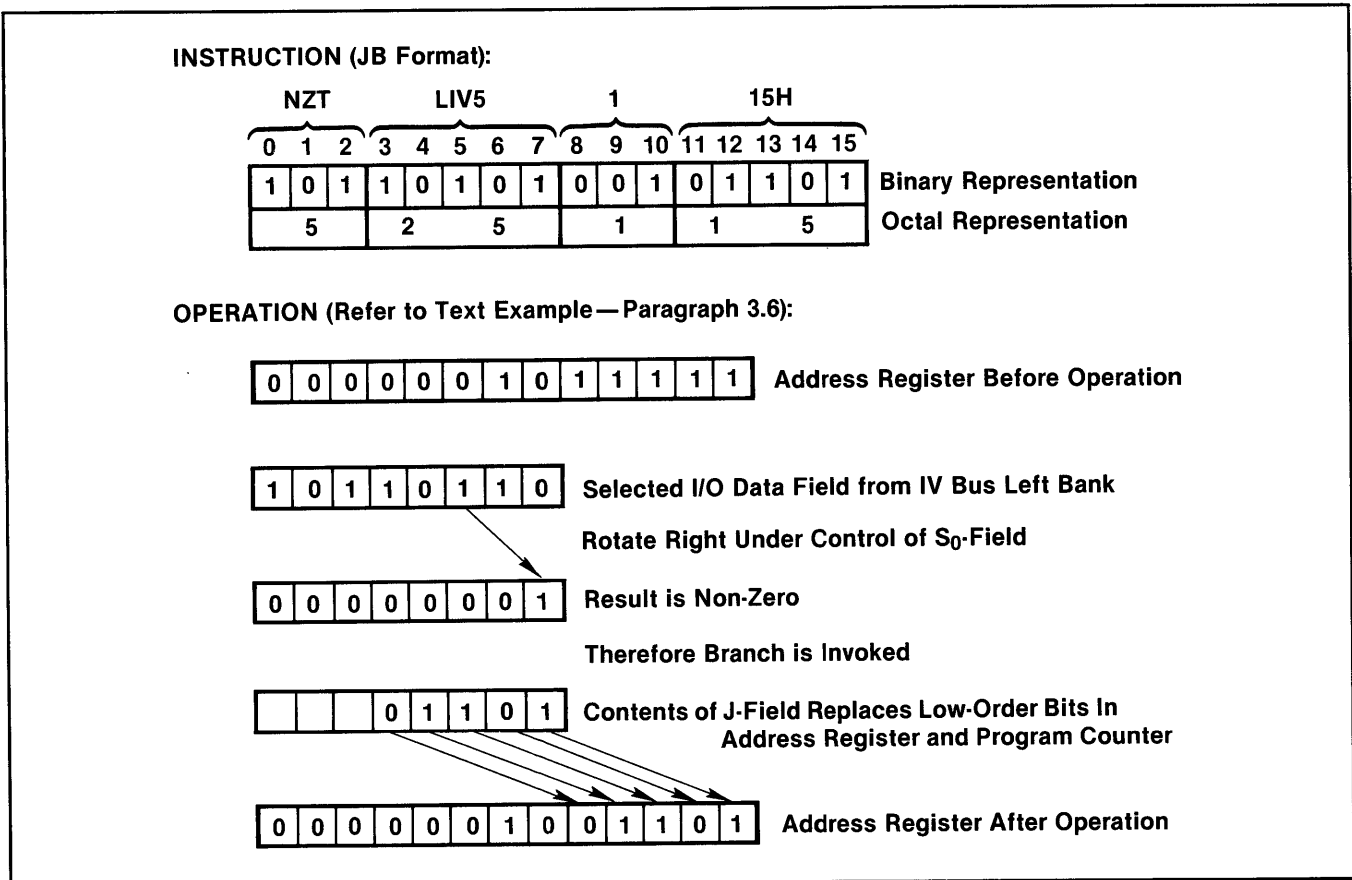 INSTRUCTION (JB Format):
NZT LIV5 1 15H
0 1 2 3 4 5 6 7 8 9 10 11 12 13 14 15
1 0 1 1 0 1 0 1 0 0 1 0 1 1 0 1 Binary Representation
5 2 5 1 1 5 Octal Representation
OPERATION (Refer to Text Example—Paragraph 3.6):
0 0 0 0 0 0 1 0 1 1 1 1 1 Address Register Before Operation
1 0 1 1 0 1 1 0 Selected I/O Data Field from IV Bus Left Bank
Rotate Right Under Control of S0-Field
0 0 0 0 0 0 0 1 Result is Non-Zero
Therefore Branch is Invoked
0 1 1 0 1 Contents of J-Field Replaces Low-Order Bits In
Address Register and Program Counter
0 0 0 0 0 0 1 0 0 1 1 0 1 Address Register After Operation